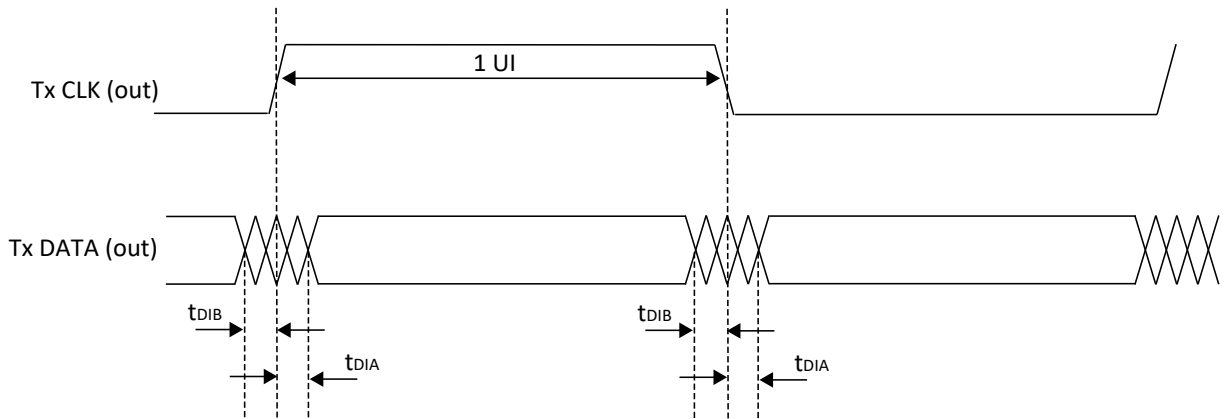 1 UI
Tx CLK (out)
Tx DATA (out)
tDIB
tDIB
tDIA
tDIA